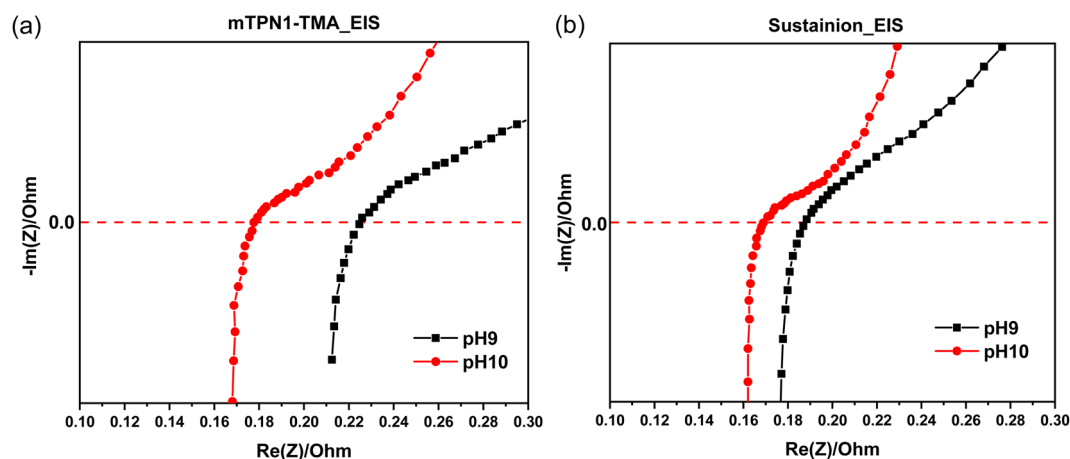 (a)
mTPN1-TMA_EIS
-Im(Z)/Ohm
0.0
pH9
pH10
0.10 0.12 0.14 0.16 0.18 0.20 0.22 0.24 0.26 0.28 0.30
Re(Z)/Ohm
(b)
Sustainion_EIS
-Im(Z)/Ohm
0.0
pH9
pH10
0.10 0.12 0.14 0.16 0.18 0.20 0.22 0.24 0.26 0.28 0.30
Re(Z)/Ohm